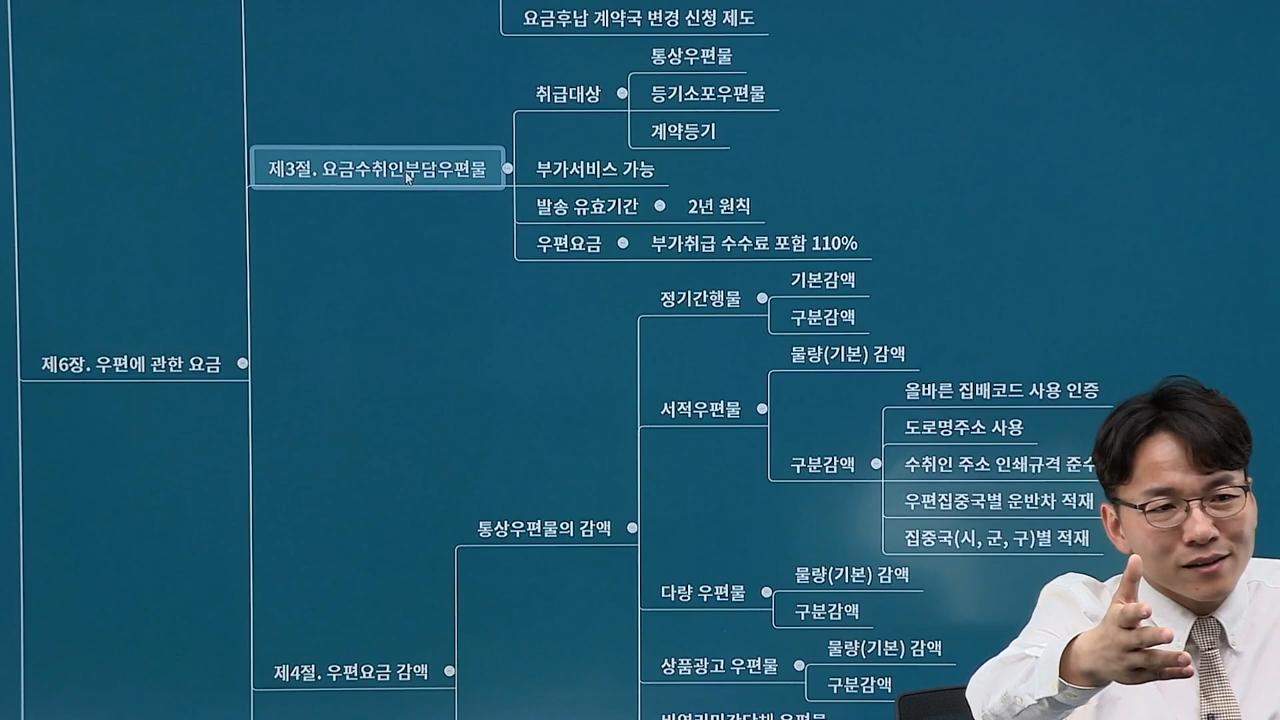 요금후납 계약국 변경 신청 제도
통상우편물
취급대상
등기소포우편물
계약등기
제3절. 요금수취인부담우편물
부가서비스 가능
발송 유효기간
2년 원칙
우편요금
부가취급 수수료 포함 110%
기본감액
정기간행물
구분감액
물량(기본) 감액
제6장. 우편에 관한 요금
올바른 집배코드 사용 인증
서적우편물
도로명주소 사용
구분감액
수취인 주소 인쇄규격 준수
우편집중국별 운반차 적재
통상우편물의 감액
집중국(시, 군, 구)별 적재
물량(기본) 감액
다량 우편물
구분감액
물량(기본) 감액
상품광고 우편물
제4절. 우편요금 감액
구분감액